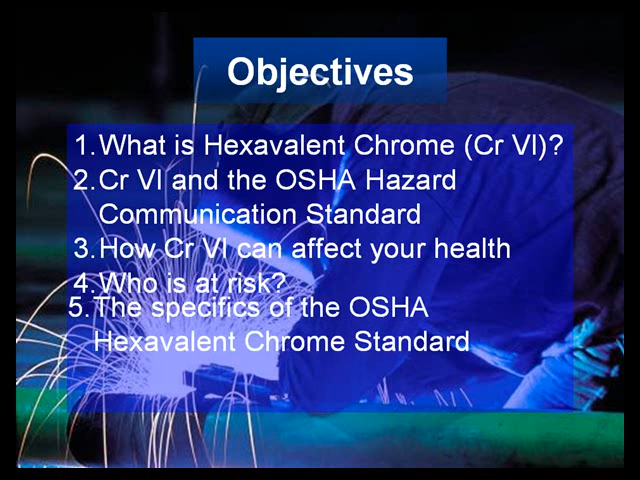 Objectives
1. What is Hexavalent Chrome (Cr VI)?
2. Cr VI and the OSHA Hazard
Communication Standard
3. How Cr VI can affect your health
4. Who is at risk?
5. The specifics of the OSHA
Hexavalent Chrome Standard